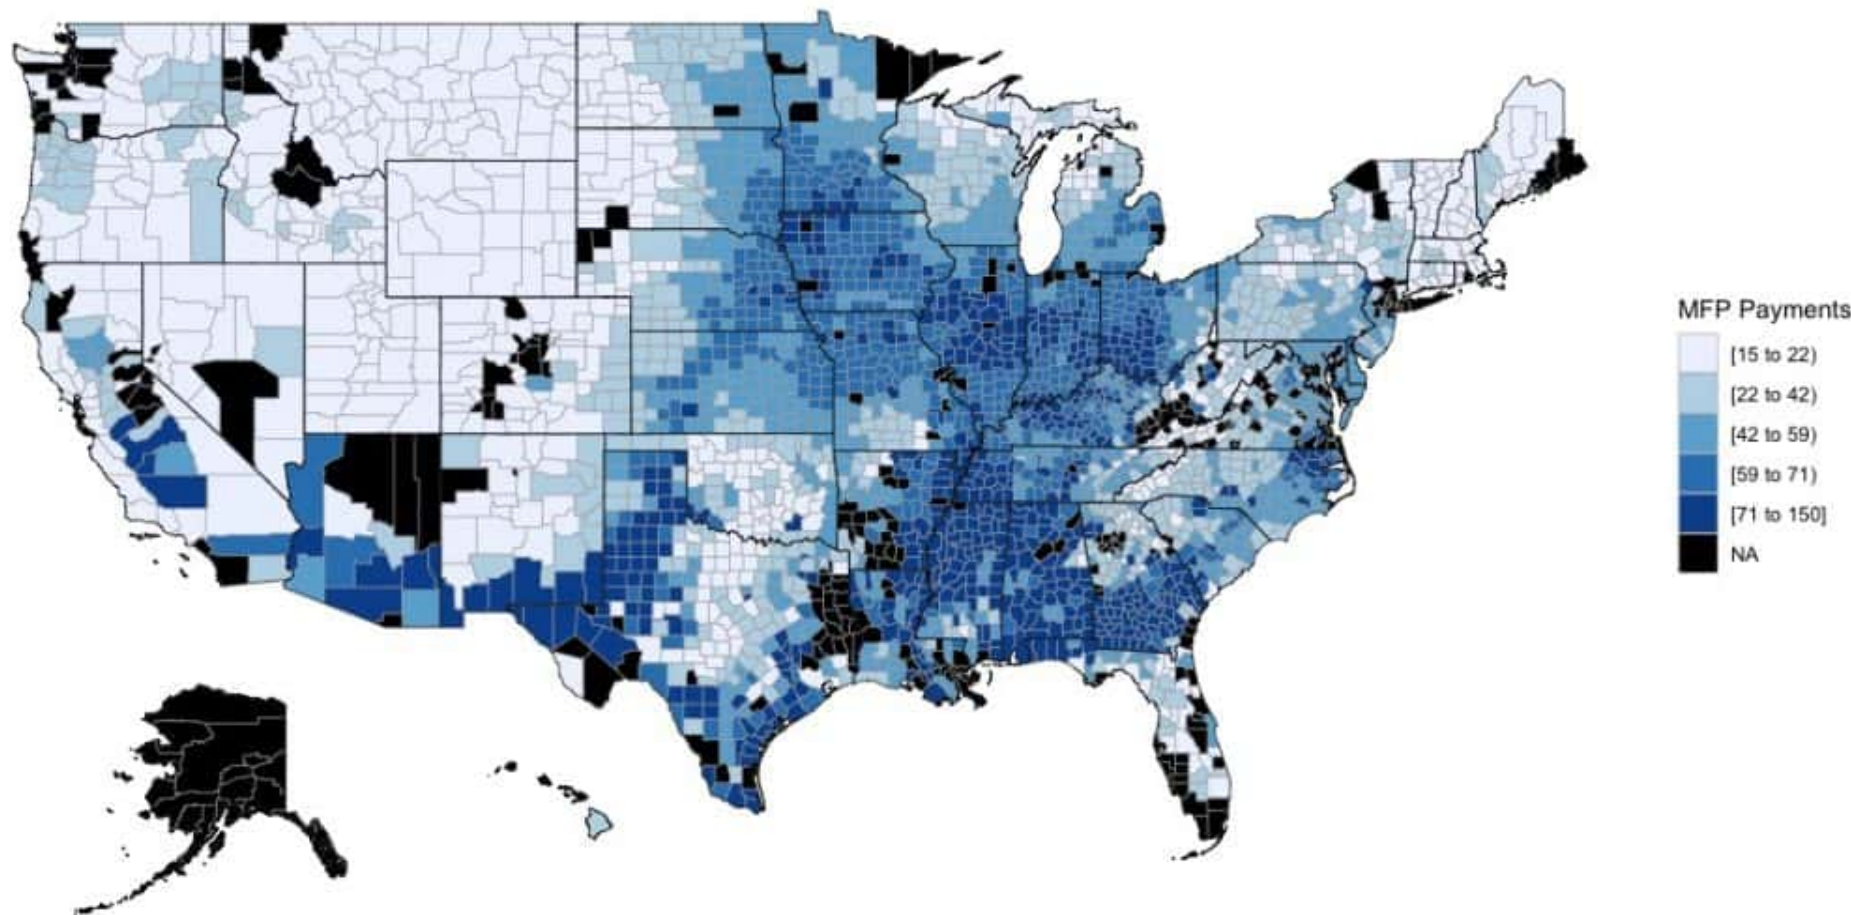 MFP Payments
[15 to 22)
[22 to 42)
[42 to 59)
[59 to 71)
[71 to 150]
NA